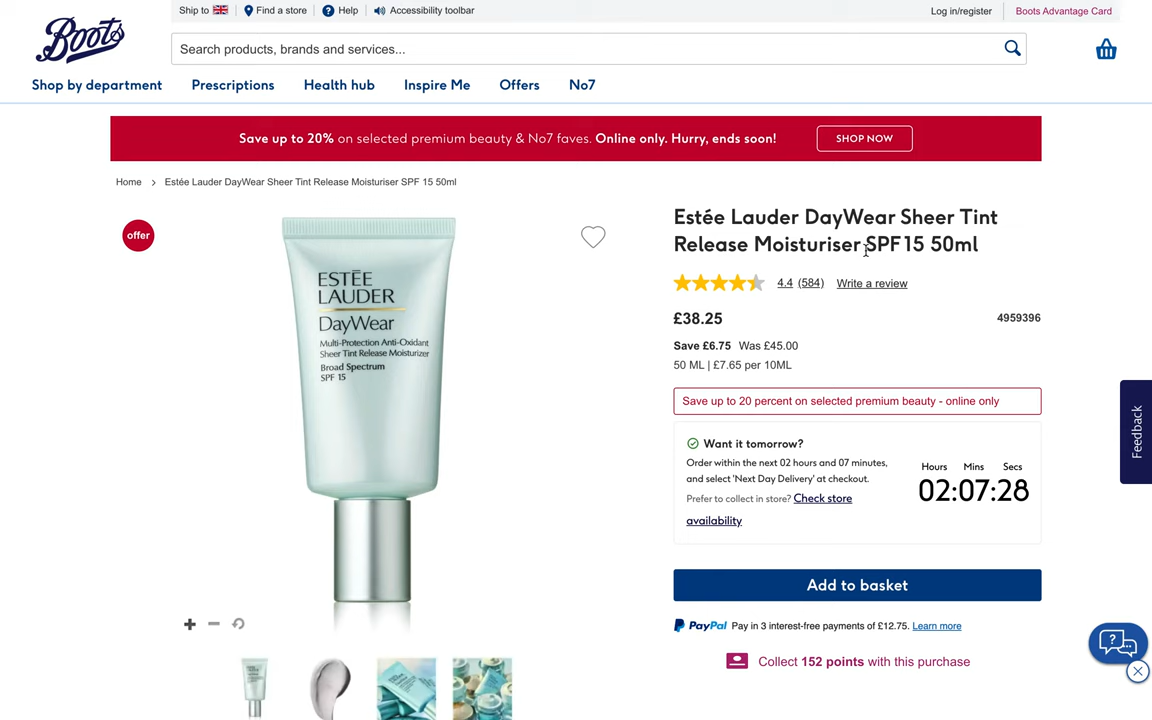 Ship to
Find a store
Help
Accessibility toolbar
Log in/register
Boots Advantage Card
Boots
Search products, brands and services...
Shop by department
Prescriptions
Health hub
Inspire Me
Offers
No7
Save up to 20% on selected premium beauty & No7 faves. Online only. Hurry, ends soon!
SHOP NOW
Home
Estée Lauder DayWear Sheer Tint Release Moisturiser SPF 15 50ml
offer
ESTĒE
LAUDER
DayWear
Multi-Protection Anti-Oxidant
Sheer Tint Release Moisturizer
Broad Spectrum
SPF 15
Estée Lauder DayWear Sheer Tint
Release Moisturiser SPF 15 50ml
4.4 (584) Write a review
£38.25
4959396
Save £6.75 Was £45.00
50 ML | £7.65 per 10ML
Save up to 20 percent on selected premium beauty - online only
Want it tomorrow?
Order within the next 02 hours and 07 minutes,
and select 'Next Day Delivery' at checkout.
Prefer to collect in store? Check store
availability
Hours Mins Secs
02:07:28
Add to basket
PayPal Pay in 3 interest-free payments of £12.75. Learn more
Collect 152 points with this purchase
Feedback